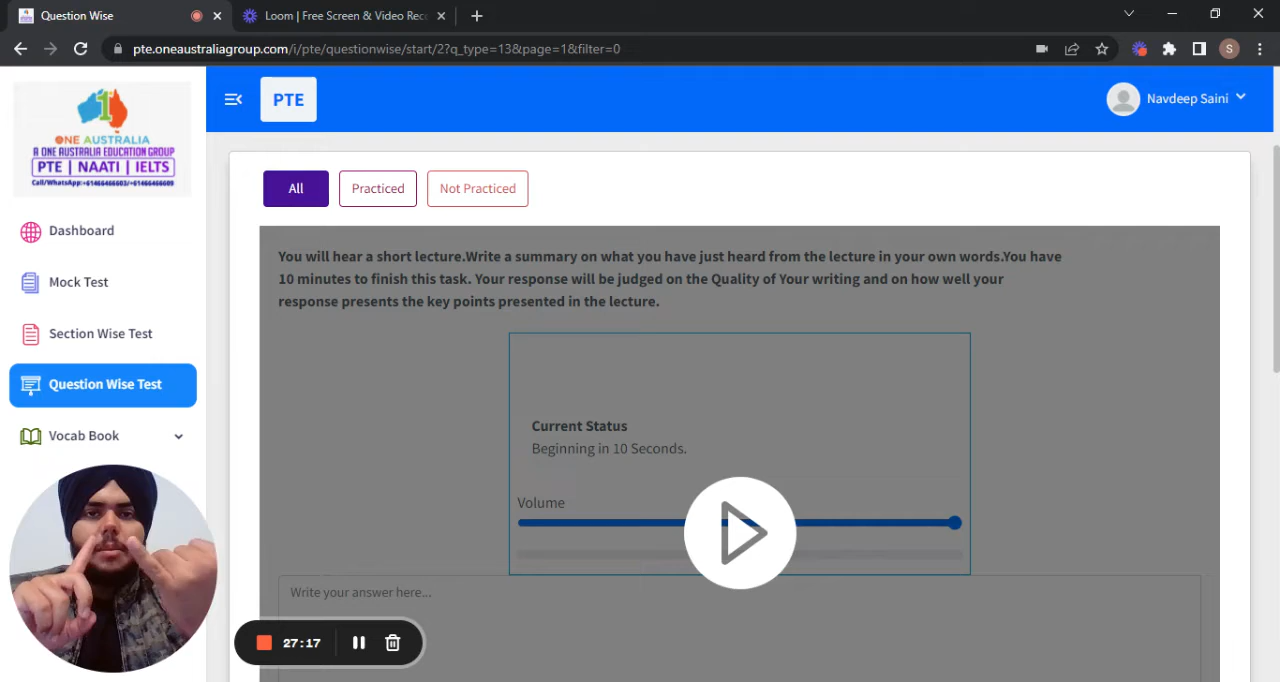 Question Wise
Loom | Free Screen & Video Rec
pte.oneaustraliagroup.com/i/pte/questionwise/start/2?q_type=13&page=1&filter=0
S
1
ONE AUSTRALIA
A ONE AUSTRALIA EDUCATION GROUP
PTE | NAATI | IELTS
PTE
Navdeep Saini
Dashboard
Mock Test
Section Wise Test
Question Wise Test
Vocab Book
All
Practiced
Not Practiced
You will hear a short lecture.Write a summary on what you have just heard from the lecture in your own words.You have
10 minutes to finish this task. Your response will be judged on the Quality of Your writing and on how well your
response presents the key points presented in the lecture.
Current Status
Beginning in 10 Seconds.
Volume
Write your answer here...
27:17